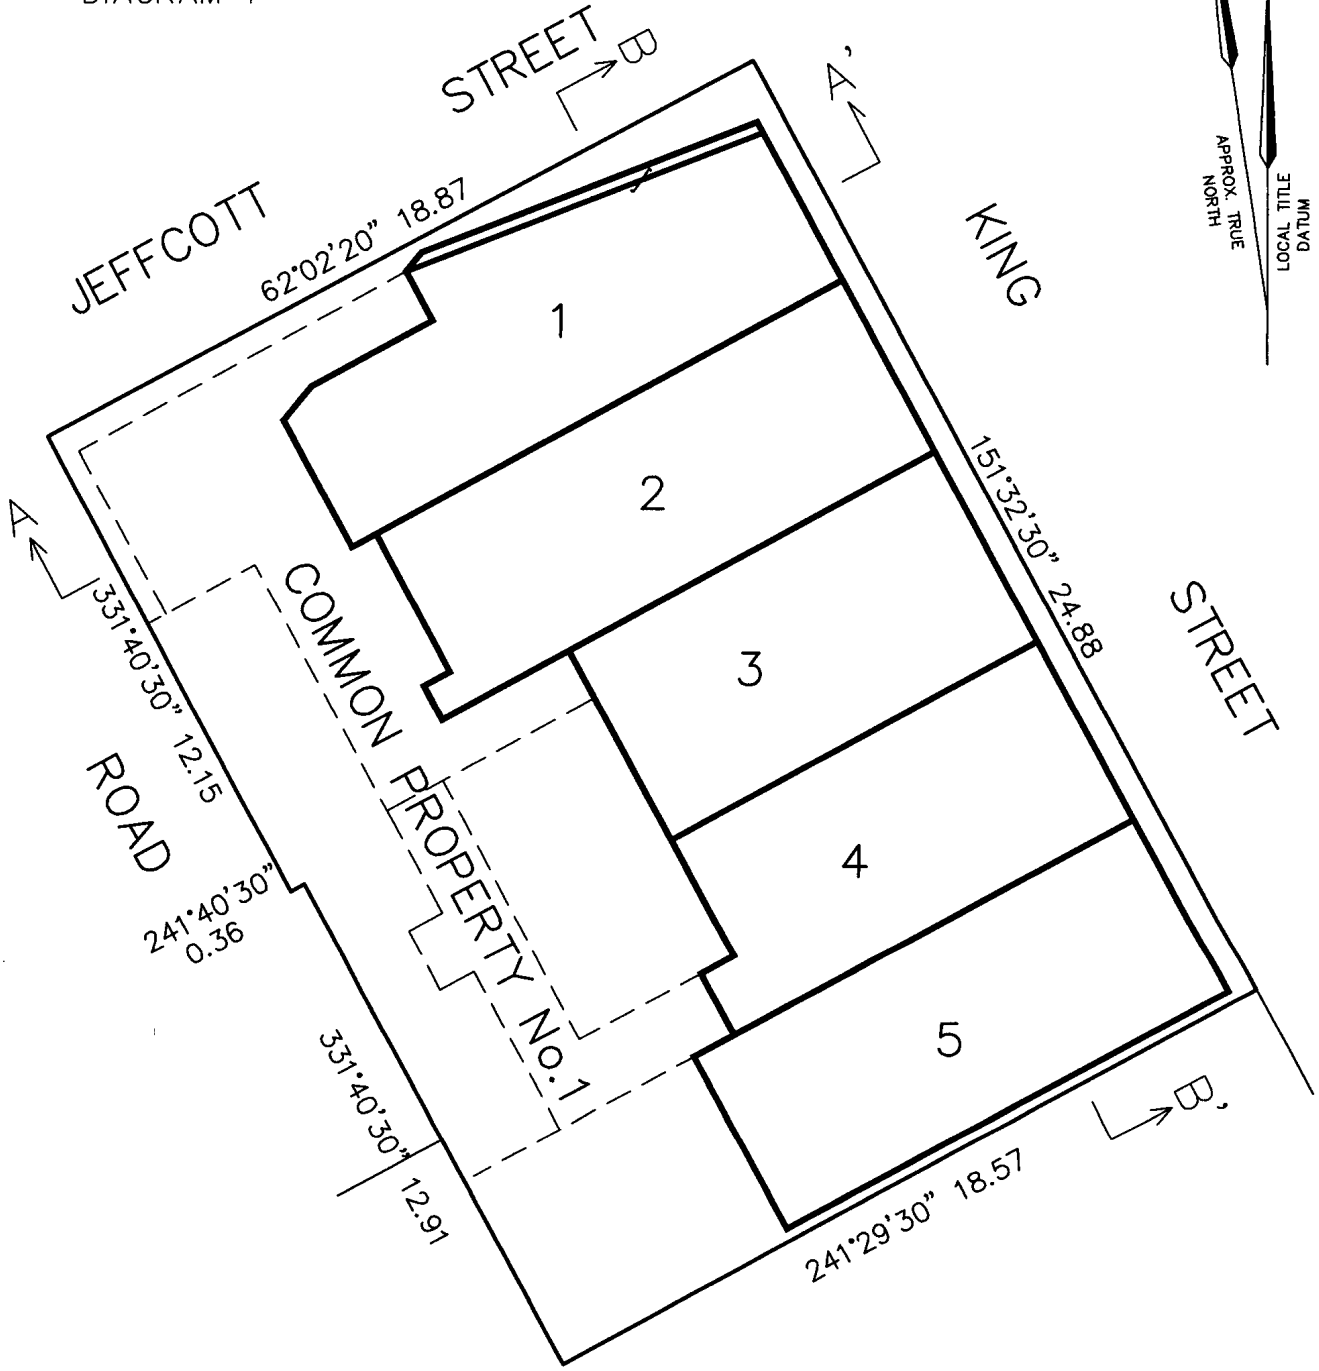 STREET
B
A'
JEFFCOTT
62°02'20" 18.87
APPROX. TRUE
NORTH
LOCAL TITLE
DATUM
KING
1
2
151°32'30" 24.88
A
331°40'30" 12.15
COMMON PROPERTY No.1
3
STREET
ROAD
4
241°40'30"
0.36
5
331°40'30"
12.91
B'
241°29'30" 18.57